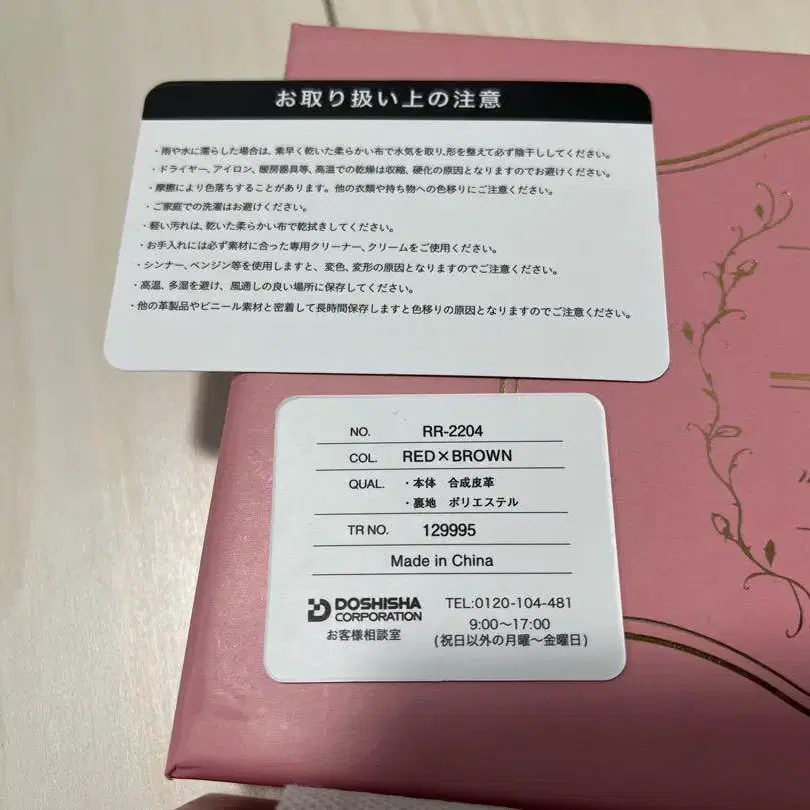 お取り扱い上の注意
・雨や水に濡らした場合は、素早く乾いた柔らかい布で水気を取り、形を整えて必ず陰干ししてください。
・ドライヤー、アイロン、暖房器具等、高温での乾燥は収縮、硬化の原因となりますのでお避けください。
・摩擦により色落ちすることがあります。他の衣類や持ち物への色移りにご注意ください。
・ご家庭での洗濯はお避けください。
・軽い汚れは、乾いた柔らかい布で乾拭きしてください。
・お手入れには必ず素材に合った専用クリーナー、クリームをご使用ください。
・シンナー、ベンジン等を使用しますと、変色、変形の原因となりますのでご注意ください。
・高温、多湿を避け、風通しの良い場所に保存してください。
・他の革製品やビニール素材と密着して長時間保存しますと色移りの原因となりますのでご注意ください。
NO. RR-2204
COL. RED×BROWN
QUAL. ・本体 合成皮革
・裏地 ポリエステル
TR NO. 129995
Made in China
DOSHISHA
CORPORATION
お客様相談室
TEL:0120-104-481
9:00〜17:00
(祝日以外の月曜〜金曜日)